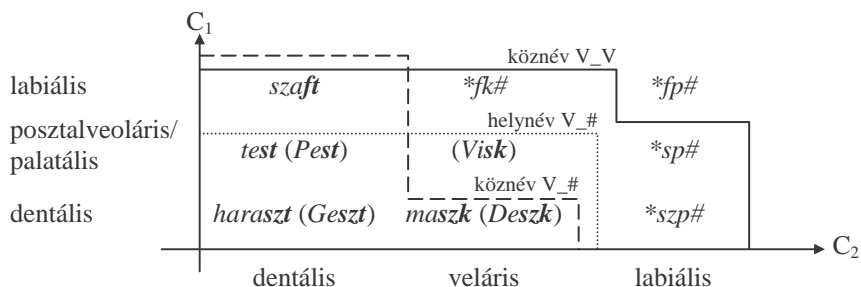 C₁
köznév V_V
labiális szaft *fk# *fp#
helynév V_#
posztalveoláris/
palatális
test (Pest) (Visk) *sp#
köznév V_#
dentális haraszt (Geszt) maszk (Deszk) *szp#
C₂
dentális veláris labiális